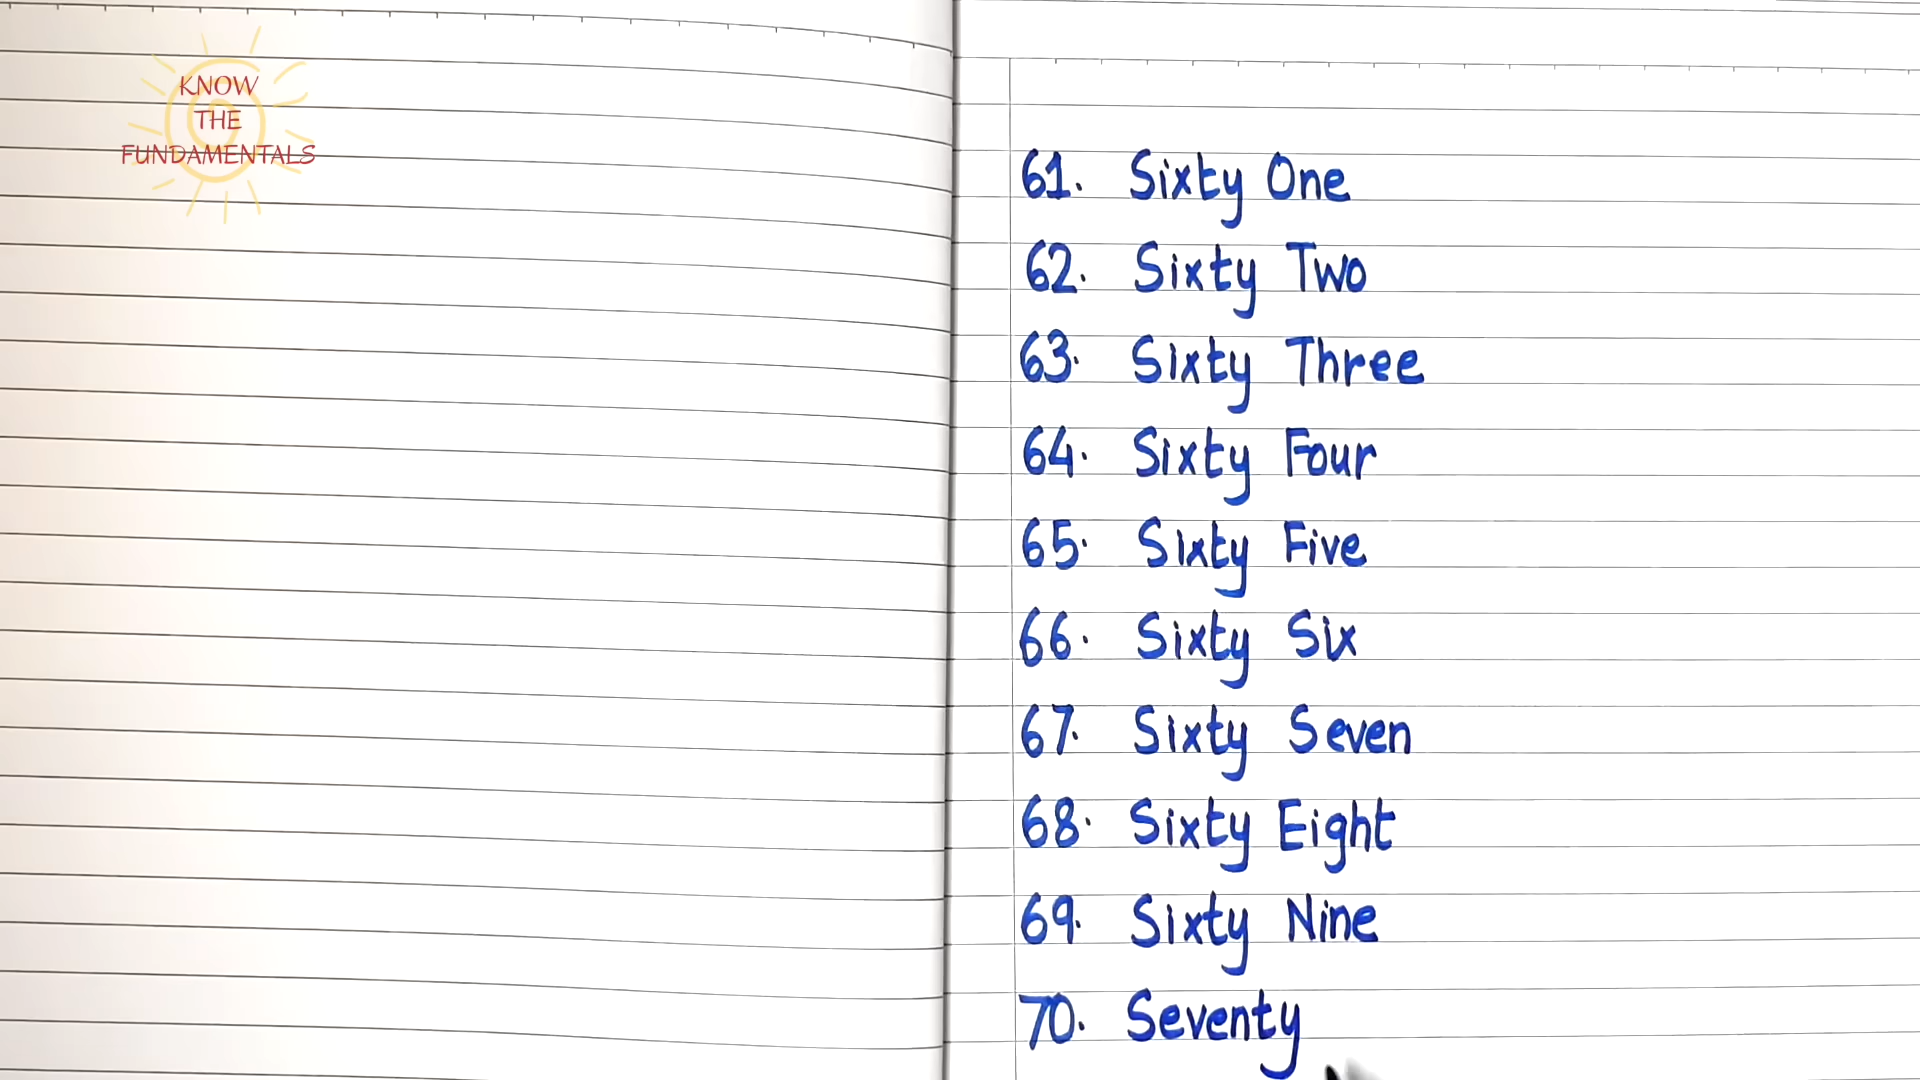 KNOW
THE
FUNDAMENTALS
61. Sixty One
62. Sixty Two
63. Sixty Three
64. Sixty Four
65. Sixty Five
66. Sixty Six
67. Sixty Seven
68. Sixty Eight
69. Sixty Nine
70. Seventy